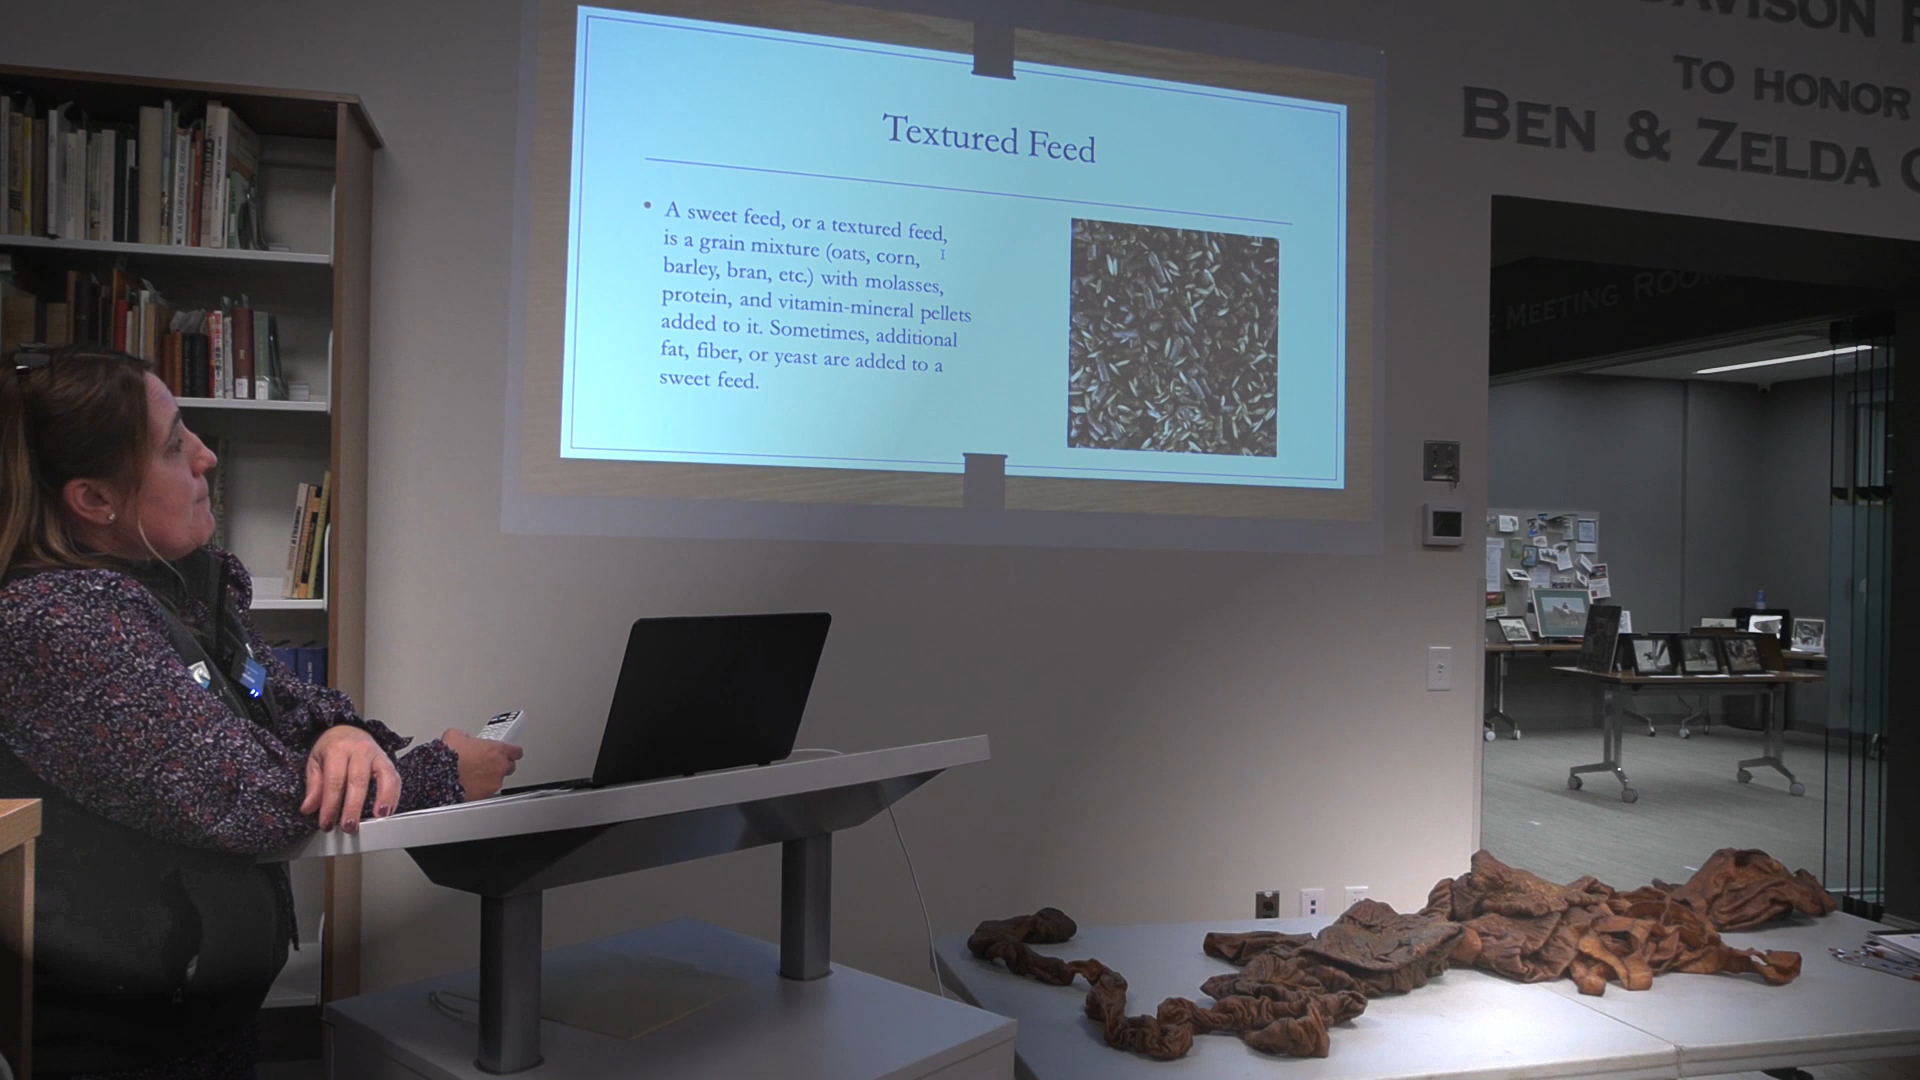 Textured Feed
• A sweet feed, or a textured feed,
is a grain mixture (oats, corn,
barley, bran, etc.) with molasses,
protein, and vitamin-mineral pellets
added to it. Sometimes, additional
fat, fiber, or yeast are added to a
sweet feed.
TO HONOR
BEN & ZELDA
MEETING